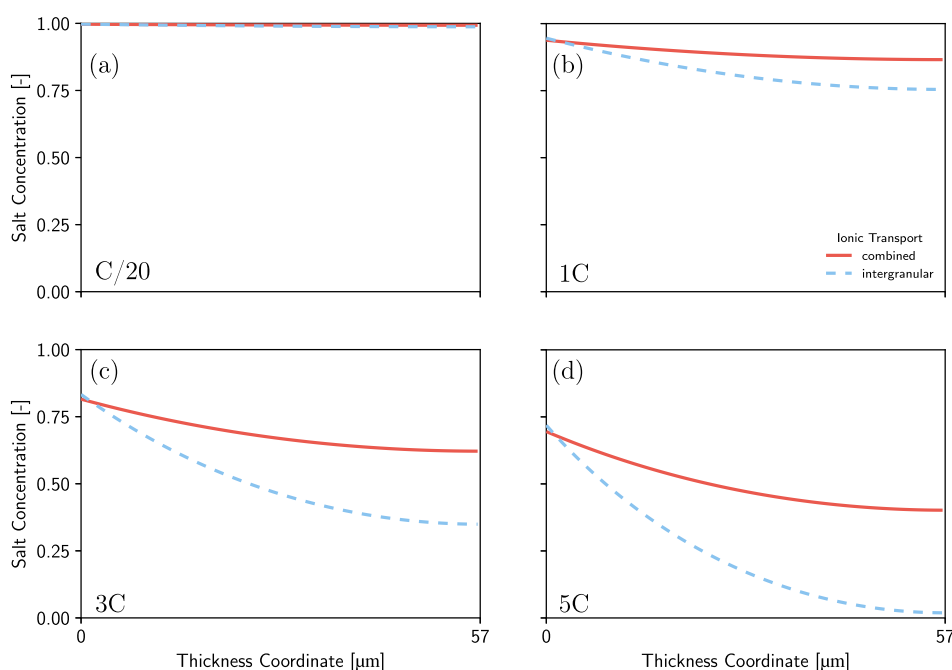 1.00
0.75
0.50
0.25
0.00
Salt Concentration [-]
(a)
C/20
(b)
1C
Ionic Transport
combined
intergranular
1.00
0.75
0.50
0.25
0.00
Salt Concentration [-]
(c)
3C
0
57
Thickness Coordinate [μm]
(d)
5C
0
57
Thickness Coordinate [μm]